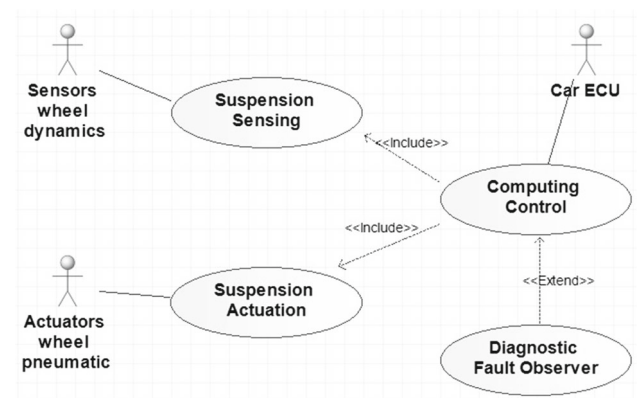 Sensors
wheel
dynamics
Suspension
Sensing
Car ECU
<<Include>>
Computing
Control
<<Include>>
Actuators
wheel
pneumatic
Suspension
Actuation
<<Extend>>
Diagnostic
Fault Observer